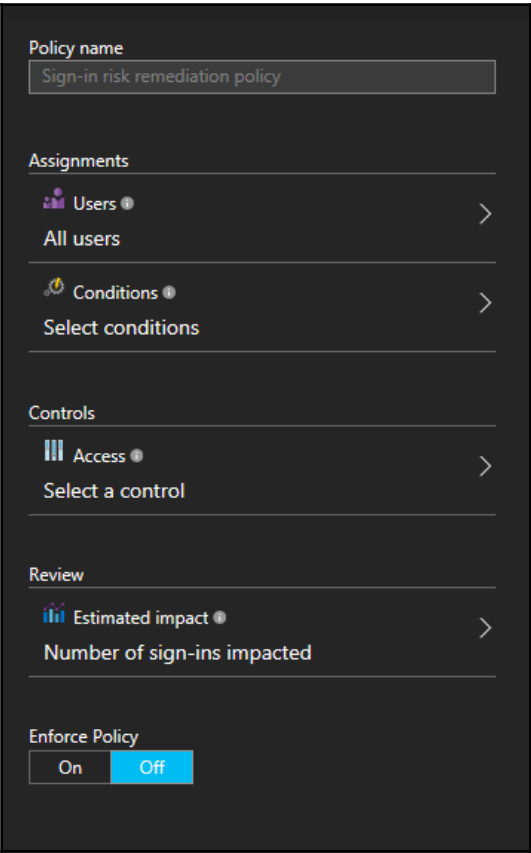 Policy name
Sign-in risk remediation policy
Assignments
Users
All users
Conditions
Select conditions
Controls
Access
Select a control
Review
Estimated impact
Number of sign-ins impacted
Enforce Policy
On Off